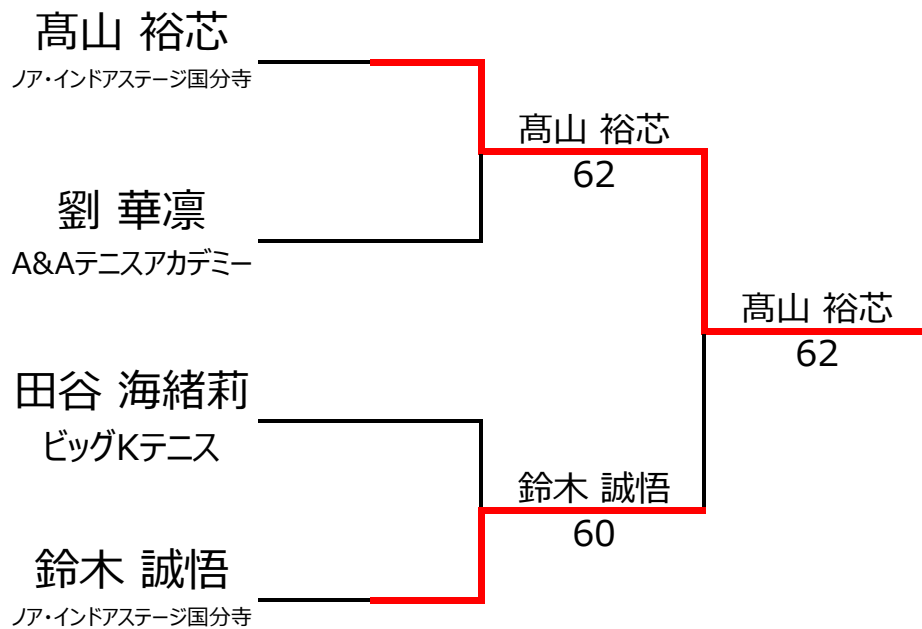 髙山 裕芯
ノア・インドアステージ国分寺
髙山 裕芯
62
劉 華凛
A&Aテニスアカデミー
髙山 裕芯
62
田谷 海緒莉
ビッグKテニス
鈴木 誠悟
60
鈴木 誠悟
ノア・インドアステージ国分寺